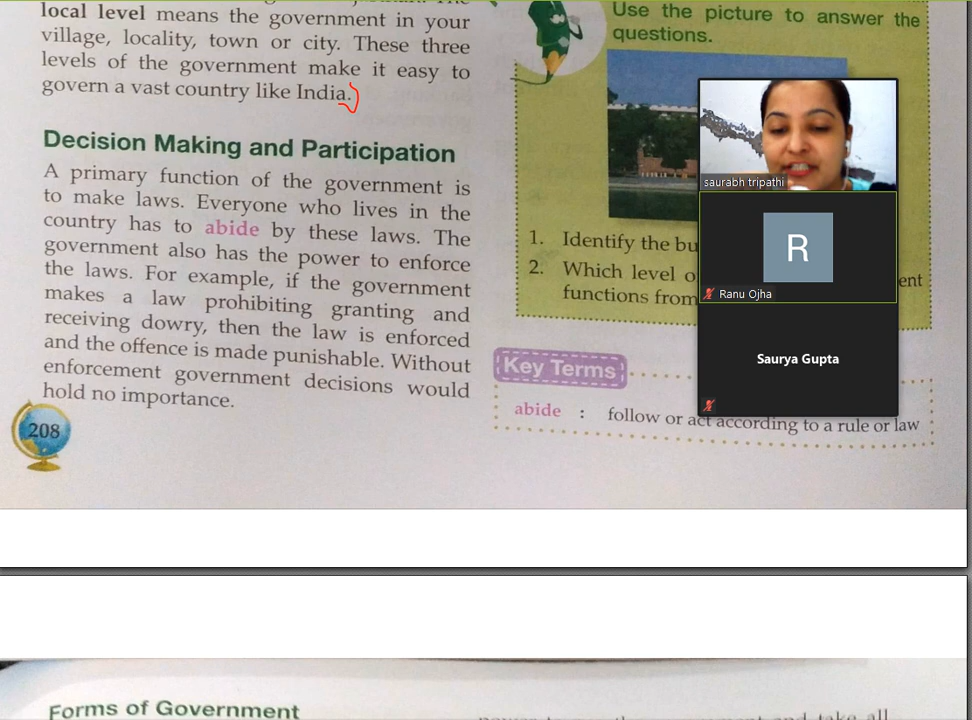 local level means the government in your
village, locality, town or city. These three
levels of the government make it easy to
govern a vast country like India.
Decision Making and Participation
A primary function of the government is
to make laws. Everyone who lives in the
country has to abide by these laws. The
government also has the power to enforce
the laws. For example, if the government
makes a law prohibiting granting and
receiving dowry, then the law is enforced
and the offence is made punishable. Without
enforcement government decisions would
hold no importance.
208
Use the picture to answer the
questions.
1. Identify the bu
2. Which level o
ent
functions from
Key Terms
abide : follow or act according to a rule or law
saurabh tripathi
R
Ranu Ojha
Saurya Gupta
Forms of Government